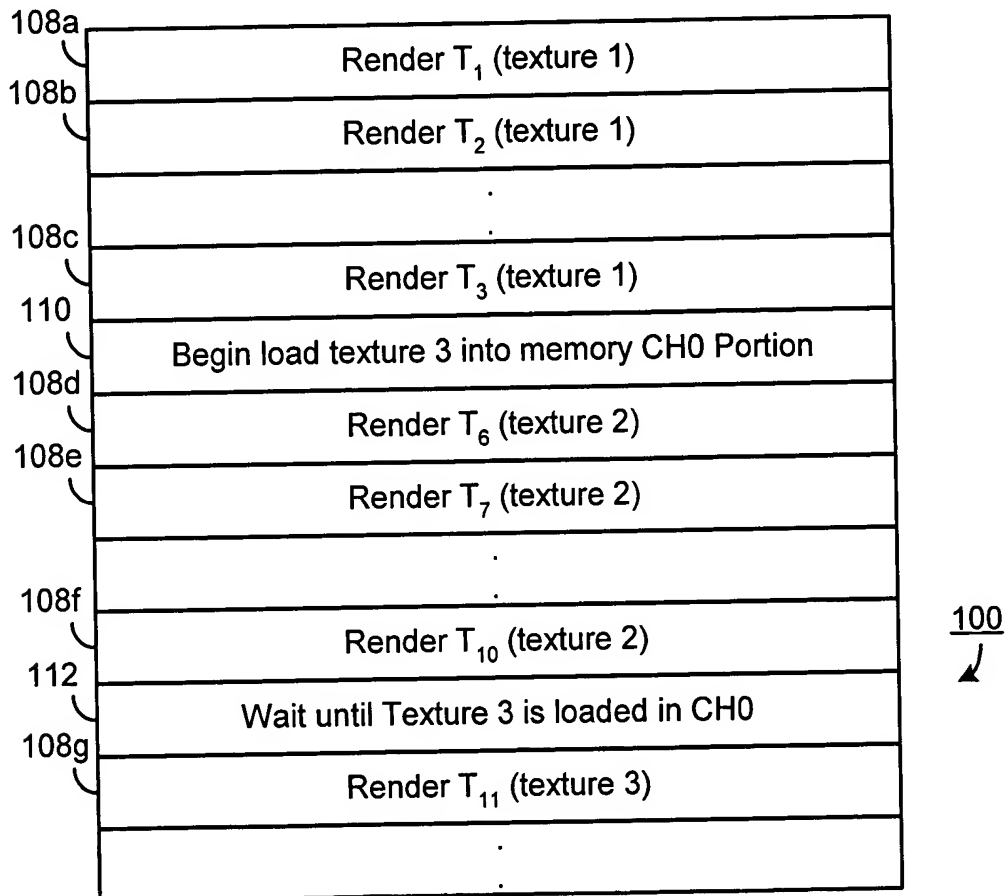 108a
Render T₁ (texture 1)
108b
Render T₂ (texture 1)
.
.
108c
Render T₃ (texture 1)
110
Begin load texture 3 into memory CH0 Portion
108d
Render T₆ (texture 2)
108e
Render T₇ (texture 2)
.
.
108f
Render T₁₀ (texture 2)
100
112
Wait until Texture 3 is loaded in CH0
108g
Render T₁₁ (texture 3)
.
.